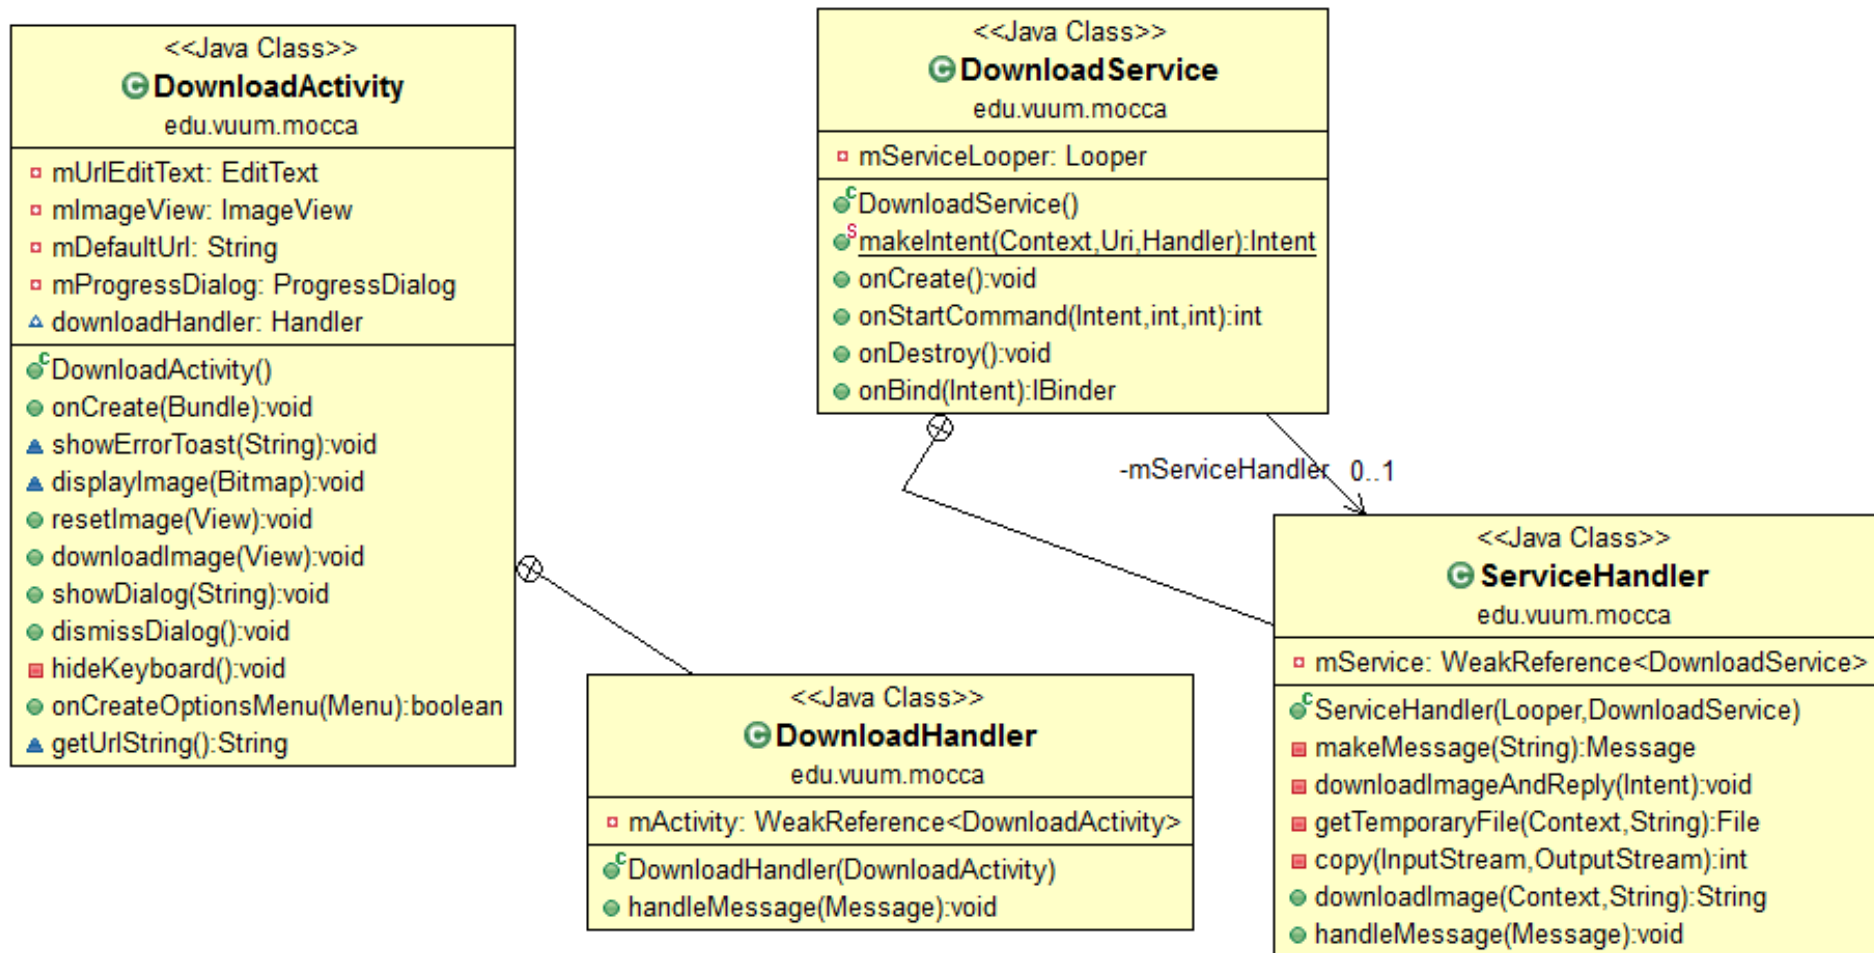 <<Java Class>>
DownloadActivity
edu.vuum.mocca
mUrlEditText: EditText
mImageView: ImageView
mDefaultUrl: String
mProgressDialog: ProgressDialog
downloadHandler: Handler
DownloadActivity()
onCreate(Bundle):void
showErrorToast(String):void
displayImage(Bitmap):void
resetImage(View):void
downloadImage(View):void
showDialog(String):void
dismissDialog():void
hideKeyboard():void
onCreateOptionsMenu(Menu):boolean
getUrlString():String
<<Java Class>>
DownloadService
edu.vuum.mocca
mServiceLooper: Looper
DownloadService()
makeIntent(Context,Uri,Handler):Intent
onCreate():void
onStartCommand(Intent,int,int):int
onDestroy():void
onBind(Intent):IBinder
-mServiceHandler 0..1
<<Java Class>>
DownloadHandler
edu.vuum.mocca
mActivity: WeakReference<DownloadActivity>
DownloadHandler(DownloadActivity)
handleMessage(Message):void
<<Java Class>>
ServiceHandler
edu.vuum.mocca
mService: WeakReference<DownloadService>
ServiceHandler(Looper,DownloadService)
makeMessage(String):Message
downloadImageAndReply(Intent):void
getTemporaryFile(Context,String):File
copy(InputStream,OutputStream):int
downloadImage(Context,String):String
handleMessage(Message):void